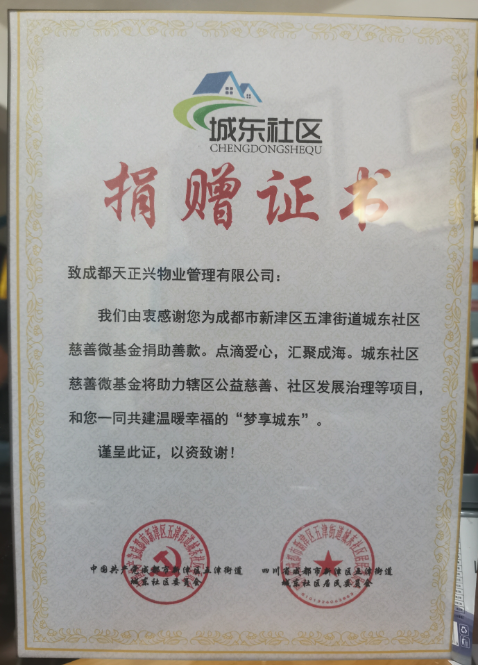 城东社区
CHENGDONGSHEQU
捐赠证书
致成都天正兴物业管理有限公司：
我们由衷感谢您为成都市新津区五津街道城东社区
慈善微基金捐助善款。点滴爱心，汇聚成海。城东社区
慈善微基金将助力辖区公益慈善、社区发展治理等项目，
和您一同共建温暖幸福的“梦享城东”。
谨呈此证，以资致谢！
中国共产党成都市新津区五津街道
城东社区委员会
四川省成都市新津区五津街道
城东社区居民委员会